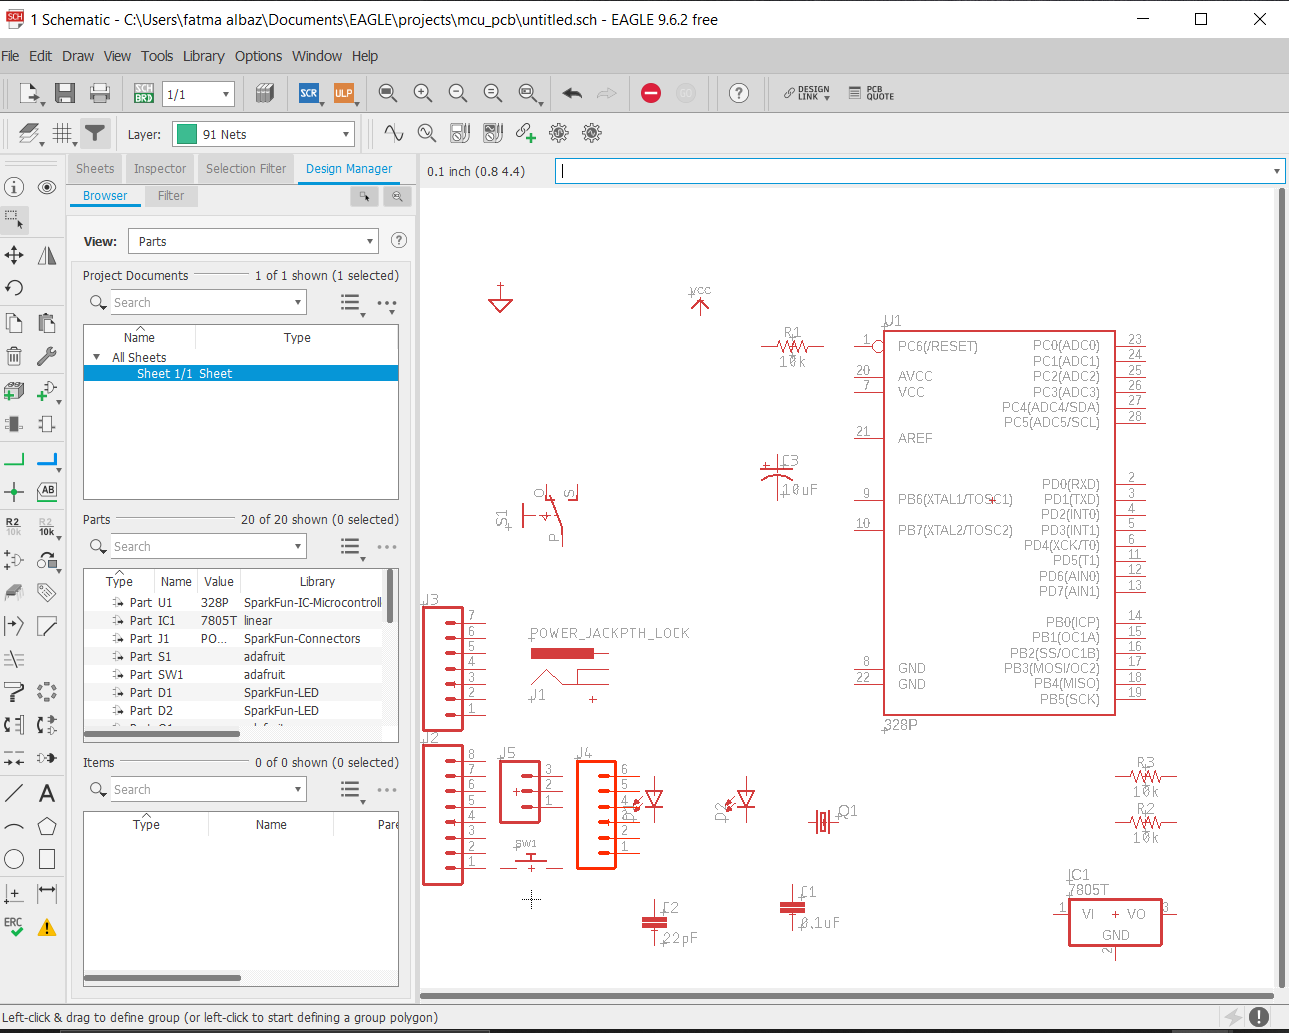 1 Schematic - C:\Users\fatma albaz\Documents\EAGLE\projects\mcu_pcb\untitled.sch - EAGLE 9.6.2 free
File Edit Draw View Tools Library Options Window Help
SCH BRD 1/1 SCR ULP DESIGN LINK PCB QUOTE
Layer: 91 Nets
Sheets Inspector Selection Filter Design Manager
0.1 inch (0.8 4.4)
Browser Filter
View: Parts
Project Documents 1 of 1 shown (1 selected)
Search
Name Type
All Sheets
Sheet 1/1 Sheet
Parts 20 of 20 shown (0 selected)
Search
Type Name Value Library
Part U1 328P SparkFun-IC-Microcontroll
Part IC1 7805T linear
Part J1 PO... SparkFun-Connectors
Part S1 adafruit
Part SW1 adafruit
Part D1 SparkFun-LED
Part D2 SparkFun-LED
Items 0 of 0 shown (0 selected)
Search
Type Name Pare
R2 10k R2 10k
AB
ERC
VCC
R1
10k
U1
1 PC6(/RESET) PC0(ADC0) 23
PC1(ADC1) 24
20 AVCC PC2(ADC2) 25
7 VCC PC3(ADC3) 26
PC4(ADC4/SDA) 27
PC5(ADC5/SCL) 28
21 AREF
C3
10uF
PD0(RXD) 2
9 PB6(XTAL1/TOSC1) PD1(TXD) 3
PD2(INT0) 4
10 PB7(XTAL2/TOSC2) PD3(INT1) 5
PD4(XCK/T0) 6
PD5(T1) 11
PD6(AIN0) 12
PD7(AIN1) 13
PB0(ICP) 14
PB1(OC1A) 15
PB2(SS/OC1B) 16
8 GND PB3(MOSI/OC2) 17
22 GND PB4(MISO) 18
PB5(SCK) 19
328P
S1 O S P
J3
7
6
5
4
3
2
1
POWER_JACKPTH_LOCK
J1
J2
8
7
6
5
4
3
2
1
J5
3
2
1
J4
6
5
4
2
1
SW1
D2
Q1
C2
22pF
C1
0.1uF
R3
10k
R2
10k
IC1
7805T
1 VI VO 3
GND
2
Left-click & drag to define group (or left-click to start defining a group polygon)